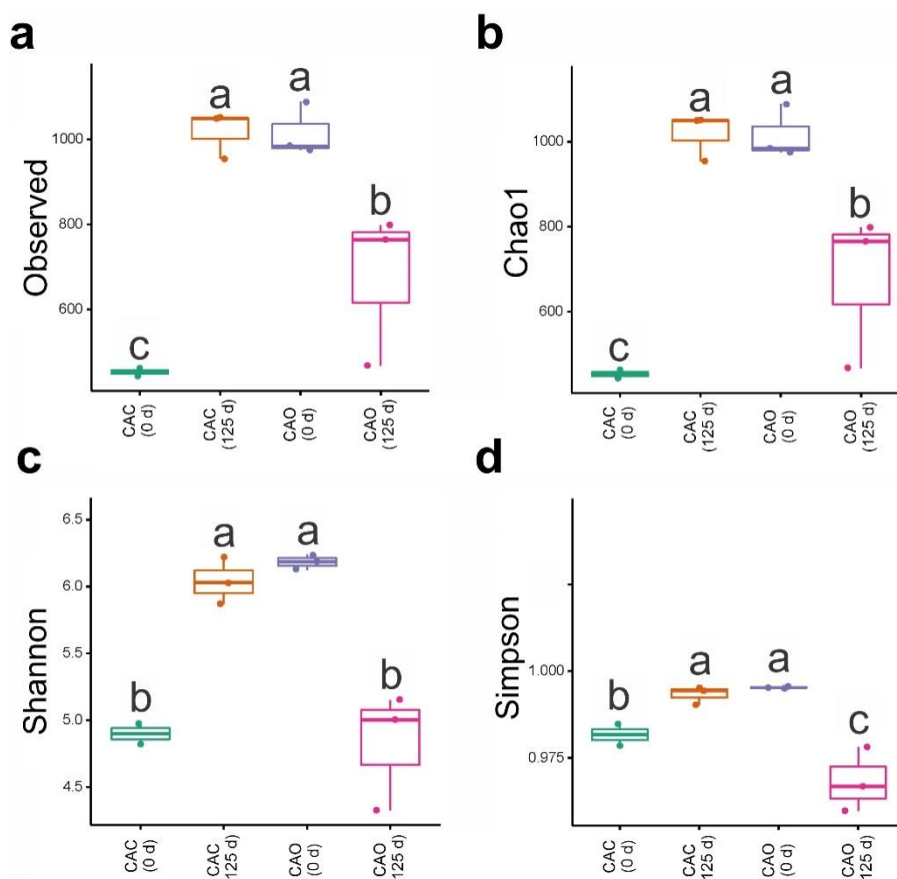 a
Observed
1000
800
600
c
a
a
b
CAC
(0 d)
CAC
(125 d)
CAO
(0 d)
CAO
(125 d)
b
Chao1
1000
800
600
c
a
a
b
CAC
(0 d)
CAC
(125 d)
CAO
(0 d)
CAO
(125 d)
c
Shannon
6.5
6.0
5.5
5.0
4.5
b
a
a
b
CAC
(0 d)
CAC
(125 d)
CAO
(0 d)
CAO
(125 d)
d
Simpson
1.000
0.975
b
a
a
c
CAC
(0 d)
CAC
(125 d)
CAO
(0 d)
CAO
(125 d)